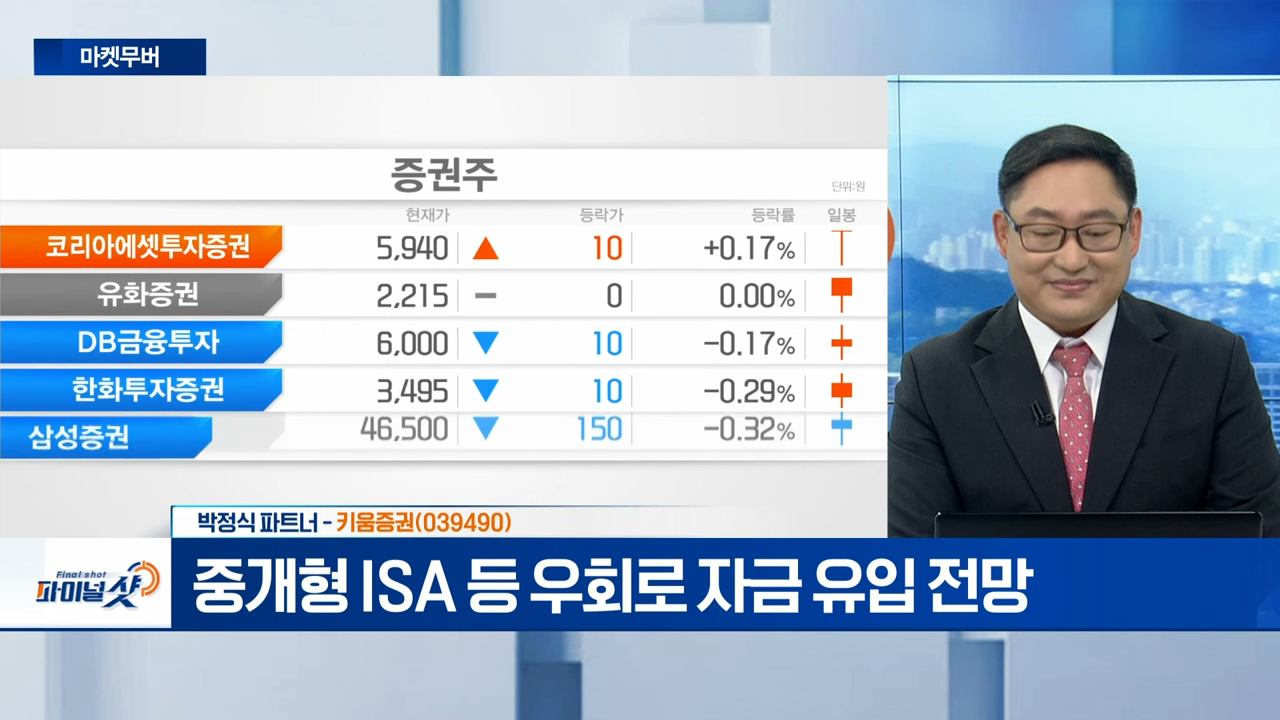 마켓무버
증권주
단위:원
현재가 등락가 등락률 일봉
코리아에셋투자증권 5,940 ▲ 10 +0.17%
유화증권 2,215 － 0 0.00%
DB금융투자 6,000 ▼ 10 -0.17%
한화투자증권 3,495 ▼ 10 -0.29%
삼성증권 46,500 ▼ 150 -0.32%
박정식 파트너 - 키움증권(039490)
Final shot
파이널샷
중개형 ISA 등 우회로 자금 유입 전망